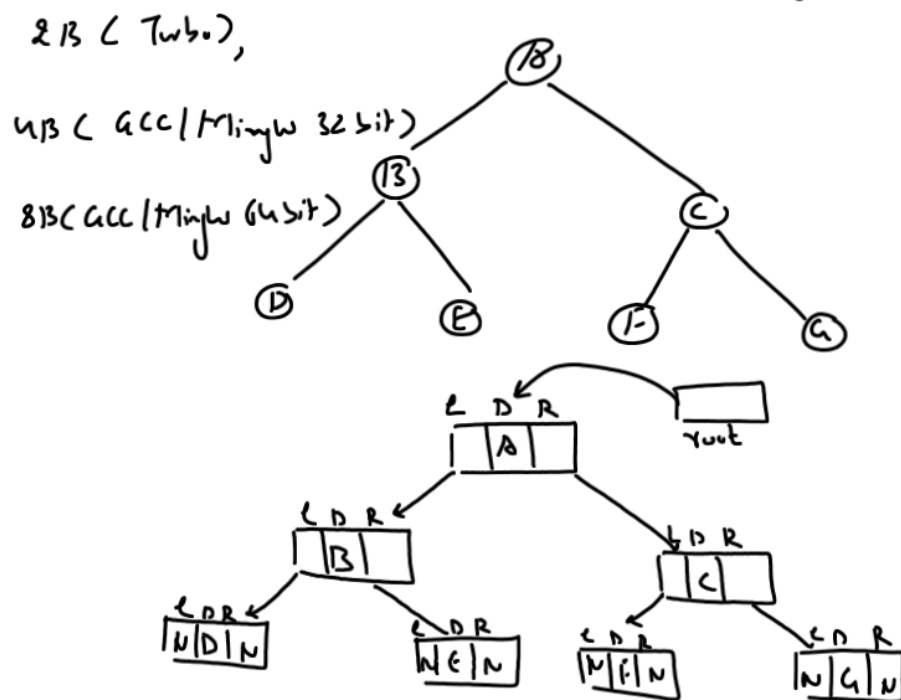 2B ( Turbo),
A
4B ( GCC/MingW 32 bit)
B
8B(GCC/MingW 64 bit)
C
D
E
F
G
L D R
A
root
L D R
B
L D R
C
L D R
N D N
L D R
N E N
L D R
N F N
L D R
N G N